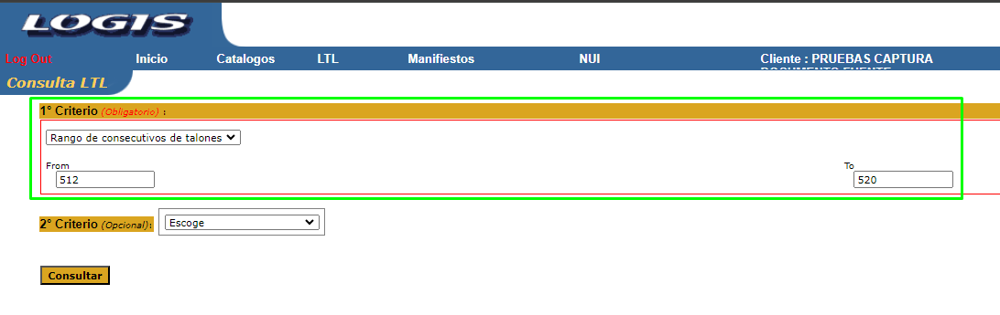 LOGIS
Log Out Inicio Catalogos LTL Manifiestos NUI Cliente : PRUEBAS CAPTURA
DOCUMENTO FUENTE
Consulta LTL
1° Criterio (Obligatorio) :
Rango de consecutivos de talones
From To
512 520
2° Criterio (Opcional): Escoge
Consultar